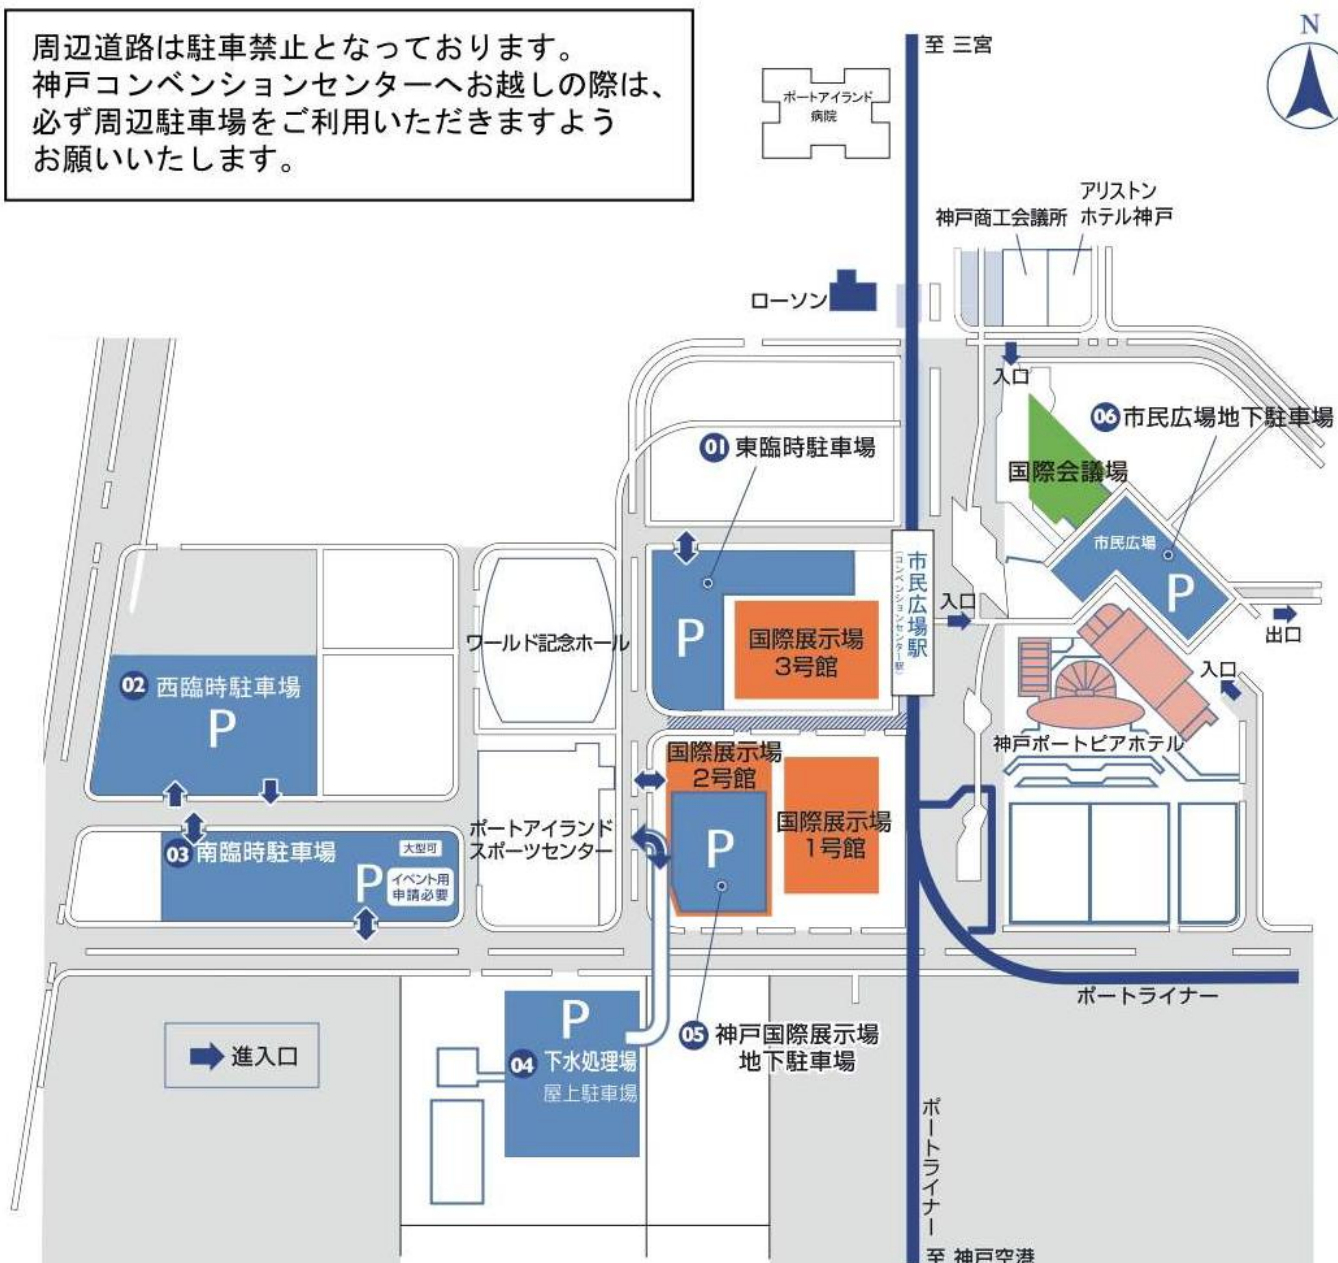 周辺道路は駐車禁止となっております。
神戸コンベンションセンターへお越しの際は、
必ず周辺駐車場をご利用いただきますよう
お願いいたします。
至 三宮
N
ポートアイランド
病院
神戸商工会議所
アリストン
ホテル神戸
ローソン
入口
01 東臨時駐車場
06 市民広場地下駐車場
国際会議場
市民広場
P
市民広場駅
(コンベンションセンター駅)
入口
出口
P
国際展示場
3号館
ワールド記念ホール
02 西臨時駐車場
P
入口
神戸ポートピアホテル
国際展示場
2号館
P
国際展示場
1号館
ポートアイランド
スポーツセンター
03 南臨時駐車場
大型可
P
イベント用
申請必要
ポートライナー
進入口
P
04 下水処理場
屋上駐車場
05 神戸国際展示場
地下駐車場
ポートライナー
至 神戸空港